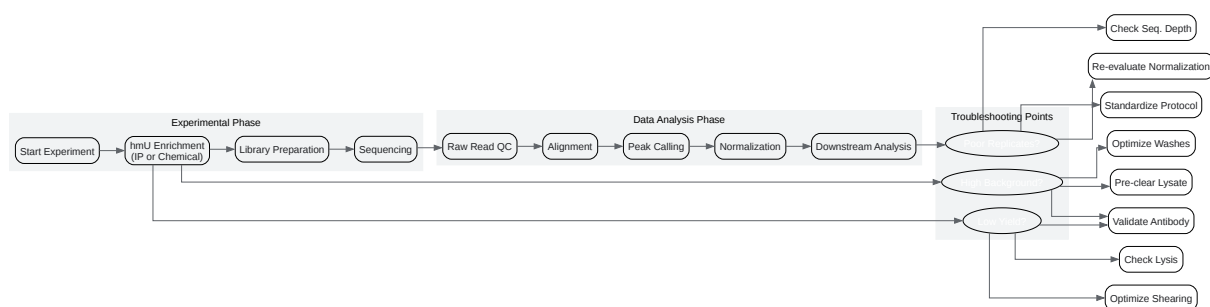 Check Seq. Depth
Re-evaluate Normalization
Experimental Phase
Data Analysis Phase
Troubleshooting Points
Standardize Protocol
Start Experiment
hmU Enrichment
(IP or Chemical)
Library Preparation
Sequencing
Raw Read QC
Alignment
Peak Calling
Normalization
Downstream Analysis
Optimize Washes
Pre-clear Lysate
Validate Antibody
Check Lysis
Optimize Shearing